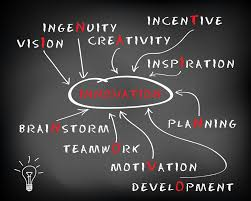 INGENUITY
INCENTIVE
VISION
CREATIVITY
INSPIRATION
INNOVATION
BRAINSTORM
PLANNING
TEAMWORK
MOTIVATION
DEVELOPMENT